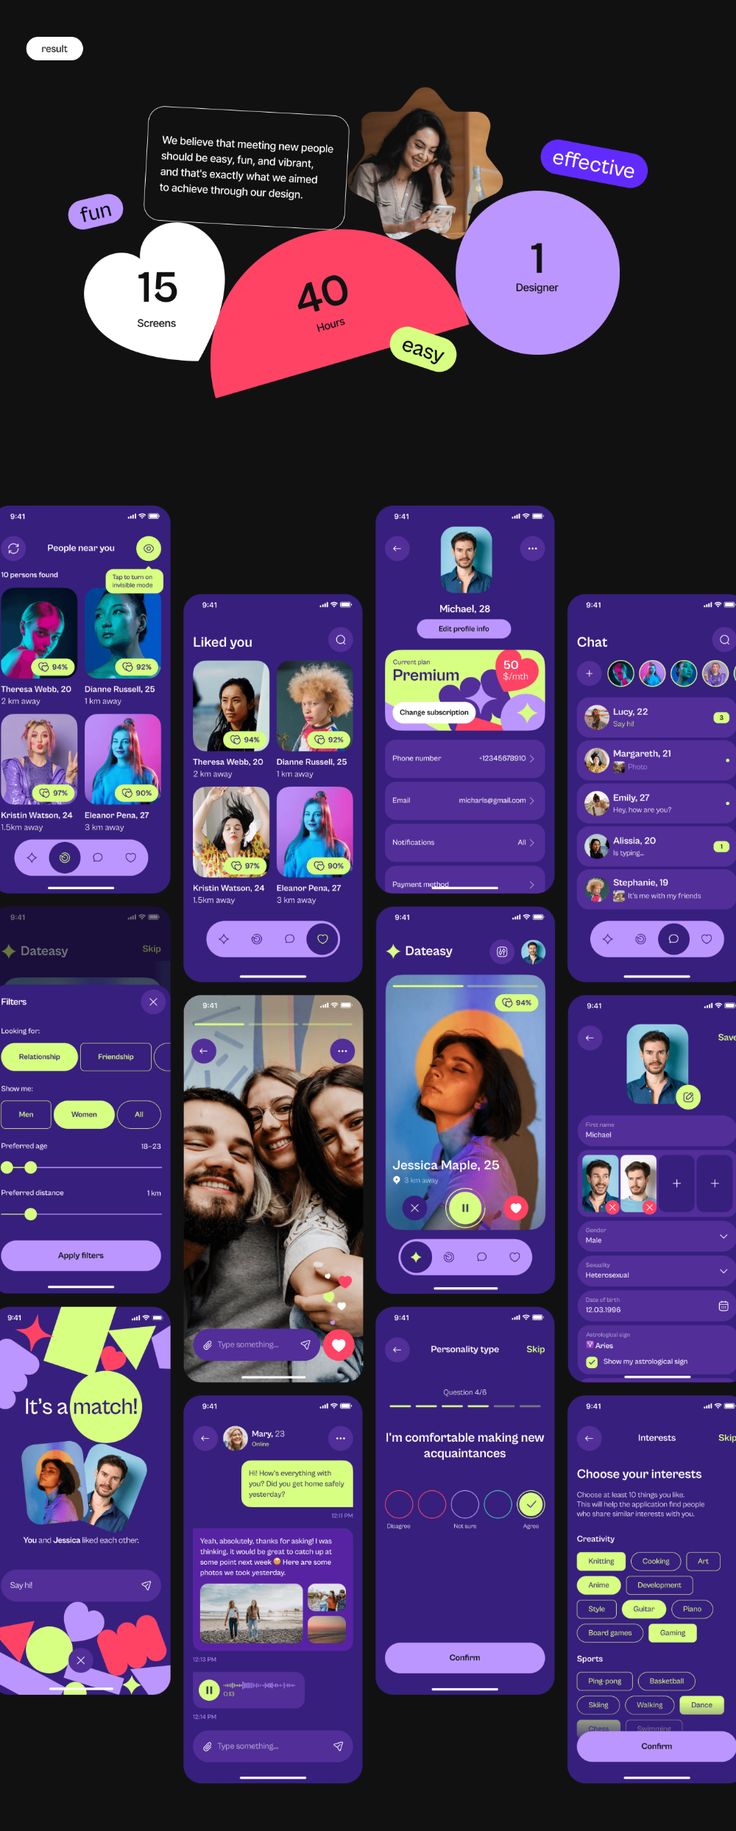 result
We believe that meeting new people
should be easy, fun, and vibrant,
and that's exactly what we aimed
to achieve through our design.
effective
fun
15
Screens
40
Hours
1
Designer
easy
9:41
People near you
10 persons found
Tap to turn on
invisible mode
94%
92%
Theresa Webb, 20
2 km away
Dianne Russell, 25
1 km away
97%
90%
Kristin Watson, 24
1.5km away
Eleanor Pena, 27
3 km away
9:41
Liked you
94%
92%
Theresa Webb, 20
2 km away
Dianne Russell, 25
1 km away
97%
90%
Kristin Watson, 24
1.5km away
Eleanor Pena, 27
3 km away
9:41
Michael, 28
Edit profile info
Current plan
Premium
50
$/mth
Change subscription
Phone number
+12345678910
Email
micharis@gmail.com
Notifications
All
Payment method
9:41
Chat
Lucy, 22
Say hi!
3
Margareth, 21
Photo
Emily, 27
Hey, how are you?
Alissia, 20
Is typing...
1
Stephanie, 19
It's me with my friends
9:41
Dateasy
Skip
Filters
Looking for:
Relationship
Friendship
Show me:
Men
Women
All
Preferred age
18–23
Preferred distance
1 km
Apply filters
9:41
Type something...
9:41
Dateasy
94%
Jessica Maple, 25
3 km away
9:41
Save
First name
Michael
Gender
Male
Sexuality
Heterosexual
Date of birth
12.03.1996
Astrological sign
Aries
Show my astrological sign
9:41
It's a match!
You and Jessica liked each other.
Say hi!
9:41
Mary, 23
Online
Hi! How's everything with
you? Did you get home safely
yesterday?
12:11 PM
Yeah, absolutely, thanks for asking! I was
thinking, it would be great to catch up at
some point next week 😊 Here are some
photos we took yesterday.
12:13 PM
0:13
12:14 PM
Type something...
9:41
Personality type
Skip
Question 4/6
I'm comfortable making new
acquaintances
Disagree
Not sure
Agree
Confirm
9:41
Interests
Skip
Choose your interests
Choose at least 10 things you like.
This will help the application find people
who share similar interests with you.
Creativity
Knitting
Cooking
Art
Anime
Development
Style
Guitar
Piano
Board games
Gaming
Sports
Ping-pong
Basketball
Skiing
Walking
Dance
Chess
Swimming
Confirm